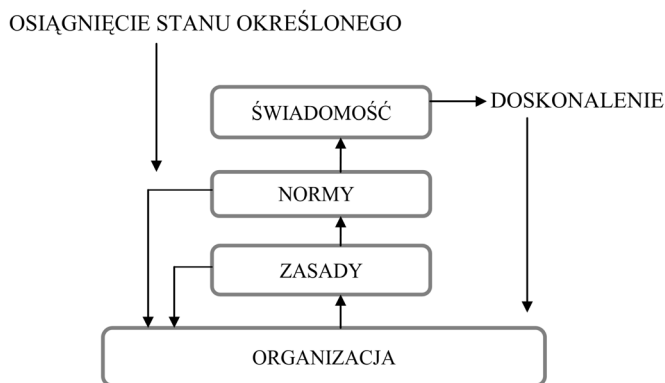 OSIĄGNIĘCIE STANU OKREŚLONEGO
ŚWIADOMOŚĆ
DOSKONALENIE
NORMY
ZASADY
ORGANIZACJA